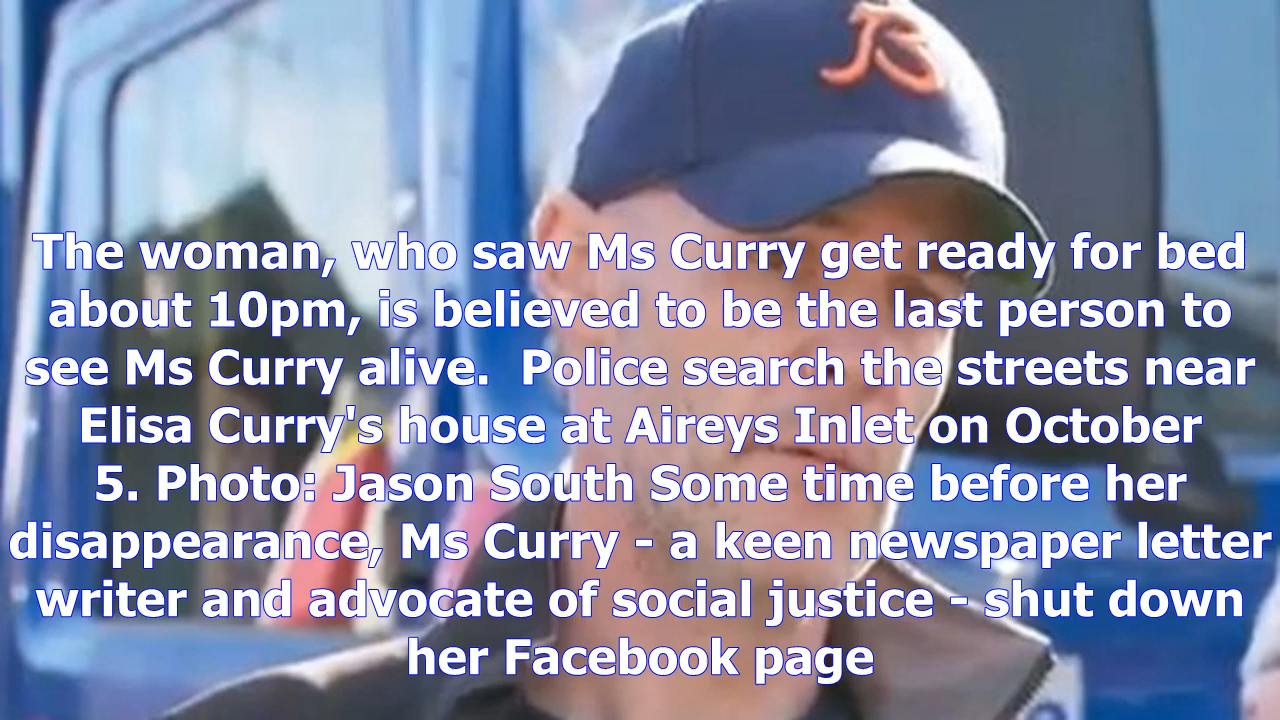 JS
The woman, who saw Ms Curry get ready for bed
about 10pm, is believed to be the last person to
see Ms Curry alive.  Police search the streets near
Elisa Curry's house at Aireys Inlet on October
5. Photo: Jason South Some time before her
disappearance, Ms Curry - a keen newspaper letter
writer and advocate of social justice - shut down
her Facebook page